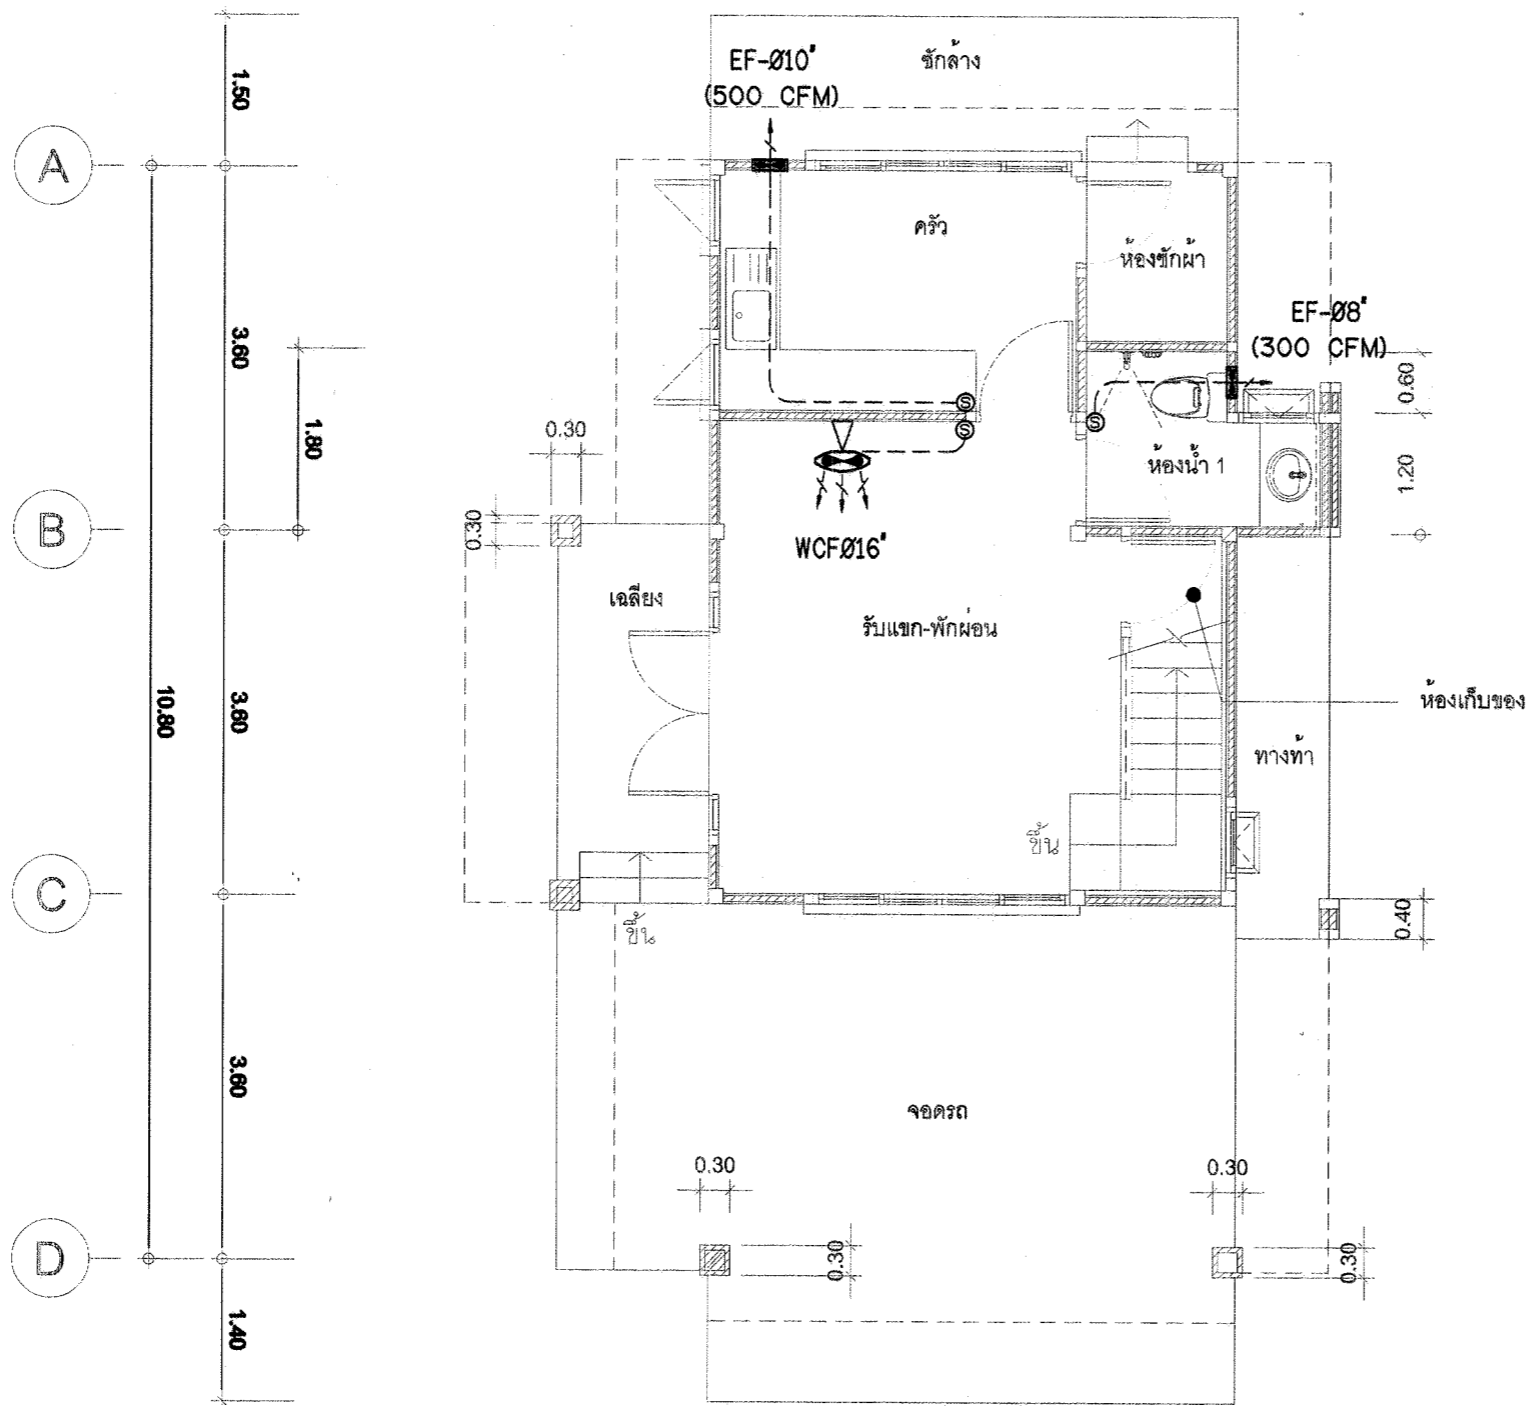 EF-Ø10"
(500 CFM)
ซักล้าง
1.50
A
ครัว
ห้องซักผ้า
EF-Ø8"
(300 CFM)
3.60
0.60
1.80
0.30
ห้องน้ำ 1
1.20
B
0.30
WCFØ16"
เฉลียง
รับแขก-พักผ่อน
10.80
3.60
ห้องเก็บของ
ทางเท้า
ขึ้น
C
ขึ้น
0.40
3.60
จอดรถ
0.30
0.30
D
0.30
0.30
1.40
S
S
S